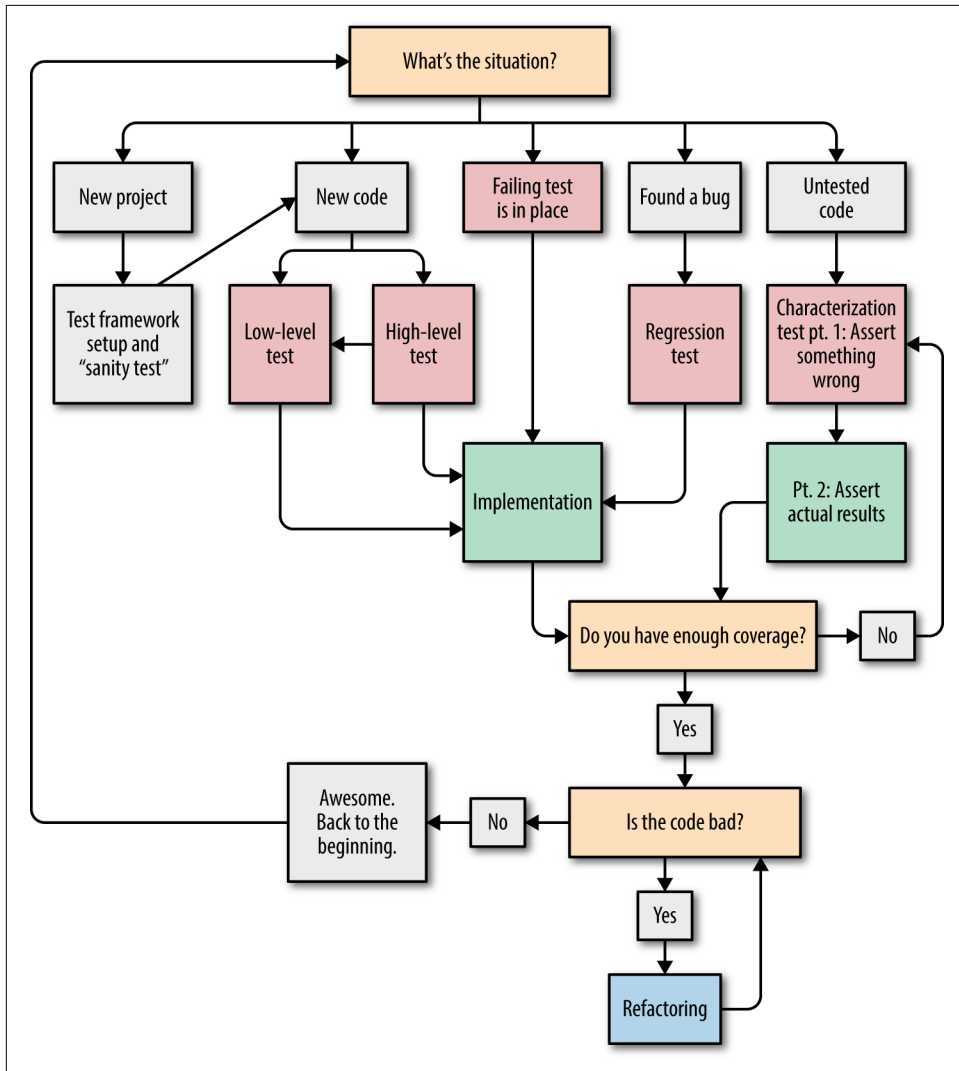 What’s the situation?
New project
New code
Failing test
is in place
Found a bug
Untested
code
Test framework
setup and
“sanity test”
Low-level
test
High-level
test
Regression
test
Characterization
test pt. 1: Assert
something
wrong
Implementation
Pt. 2: Assert
actual results
Do you have enough coverage?
No
Yes
Awesome.
Back to the
beginning.
No
Is the code bad?
Yes
Refactoring